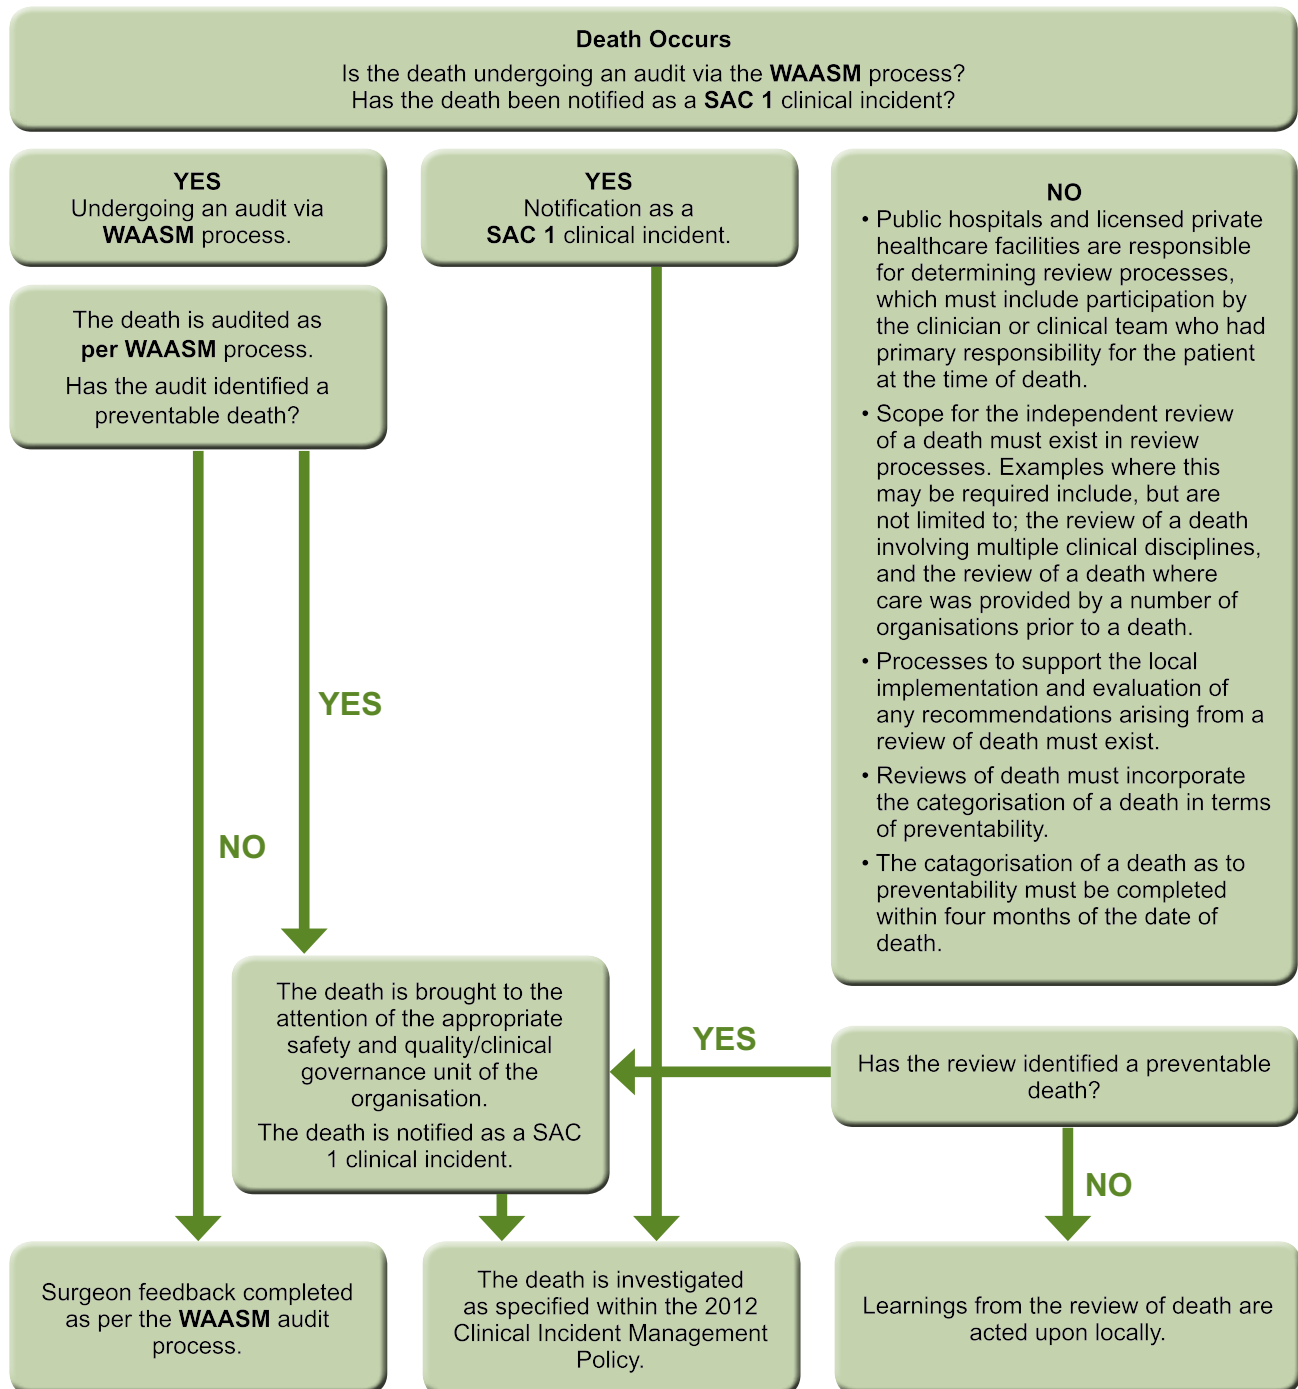 Death Occurs
Is the death undergoing an audit via the WAASM process?
Has the death been notified as a SAC 1 clinical incident?
YES
Undergoing an audit via
WAASM process.
YES
Notification as a
SAC 1 clinical incident.
NO
• Public hospitals and licensed private
healthcare facilities are responsible
for determining review processes,
which must include participation by
the clinician or clinical team who had
primary responsibility for the patient
at the time of death.
• Scope for the independent review
of a death must exist in review
processes. Examples where this
may be required include, but are
not limited to; the review of a death
involving multiple clinical disciplines,
and the review of a death where
care was provided by a number of
organisations prior to a death.
• Processes to support the local
implementation and evaluation of
any recommendations arising from a
review of death must exist.
• Reviews of death must incorporate
the categorisation of a death in terms
of preventability.
• The catagorisation of a death as to
preventability must be completed
within four months of the date of
death.
The death is audited as
per WAASM process.
Has the audit identified a
preventable death?
YES
NO
The death is brought to the
attention of the appropriate
safety and quality/clinical
governance unit of the
organisation.
The death is notified as a SAC
1 clinical incident.
YES
Has the review identified a preventable
death?
NO
Surgeon feedback completed
as per the WAASM audit
process.
The death is investigated
as specified within the 2012
Clinical Incident Management
Policy.
Learnings from the review of death are
acted upon locally.